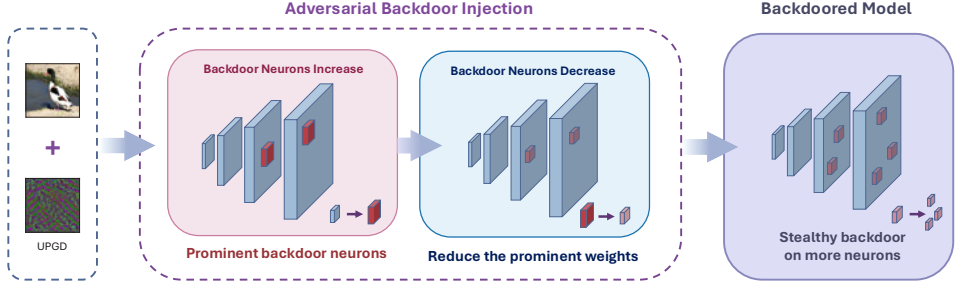 Adversarial Backdoor Injection
Backdoored Model
Backdoor Neurons Increase
Backdoor Neurons Decrease
+
UPGD
Prominent backdoor neurons
Reduce the prominent weights
Stealthy backdoor
on more neurons